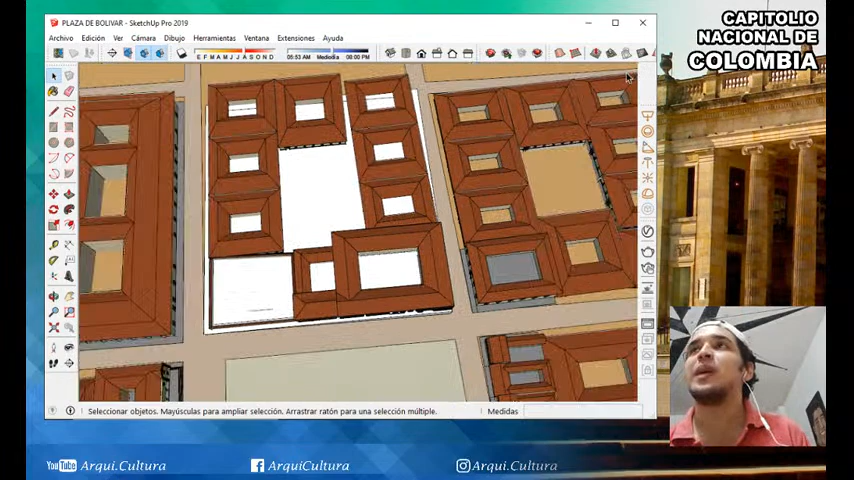 CAPITOLIO
NACIONAL DE
COLOMBIA
PLAZA DE BOLIVAR - SketchUp Pro 2019
Archivo Edición Ver Cámara Dibujo Herramientas Ventana Extensiones Ayuda
E F M A M J J A S O N D 05:53 AM Mediodía 06:00 PM
Seleccionar objetos. Mayúsculas para ampliar selección. Arrastrar ratón para una selección múltiple. Medidas
YouTube Arqui.Cultura ArquiCultura Arqui.Cultura